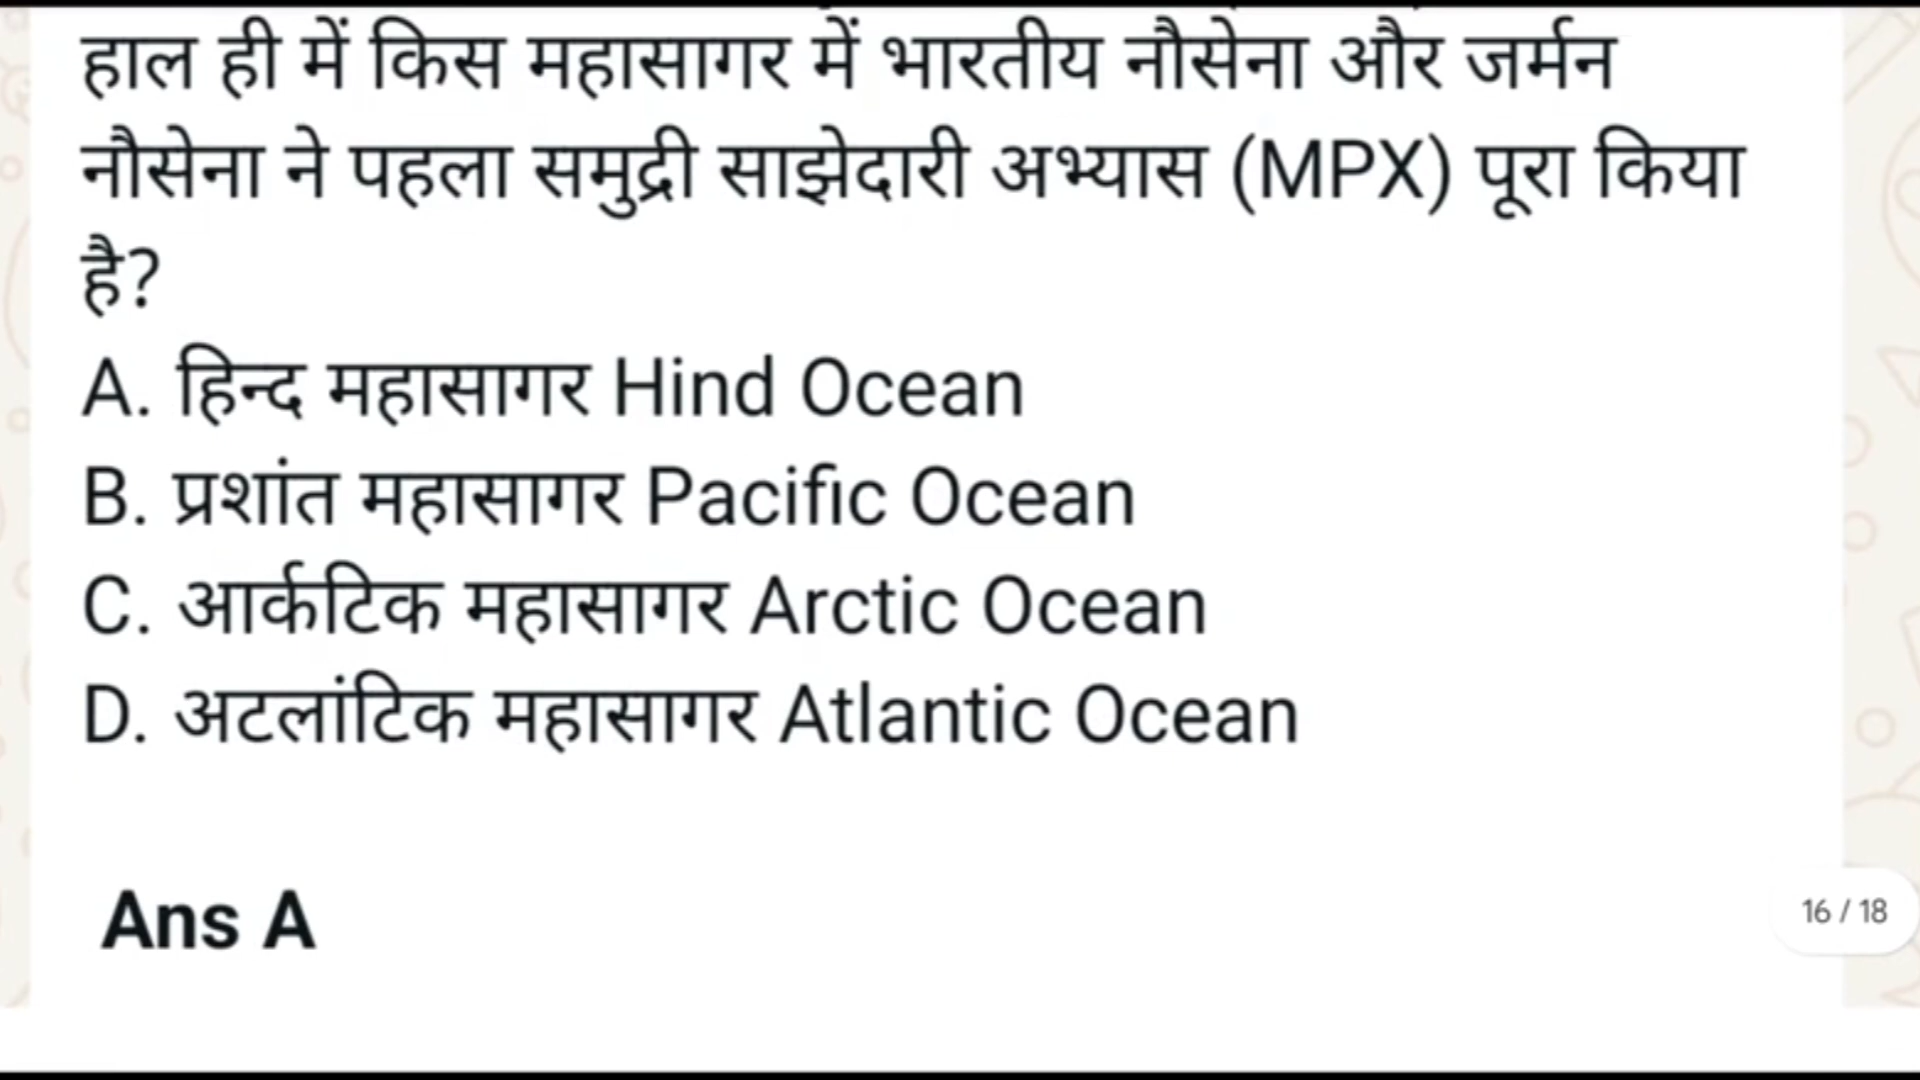 हाल ही में किस महासागर में भारतीय नौसेना और जर्मन
नौसेना ने पहला समुद्री साझेदारी अभ्यास (MPX) पूरा किया
है?
A. हिन्द महासागर Hind Ocean
B. प्रशांत महासागर Pacific Ocean
C. आर्कटिक महासागर Arctic Ocean
D. अटलांटिक महासागर Atlantic Ocean
Ans A
16 / 18